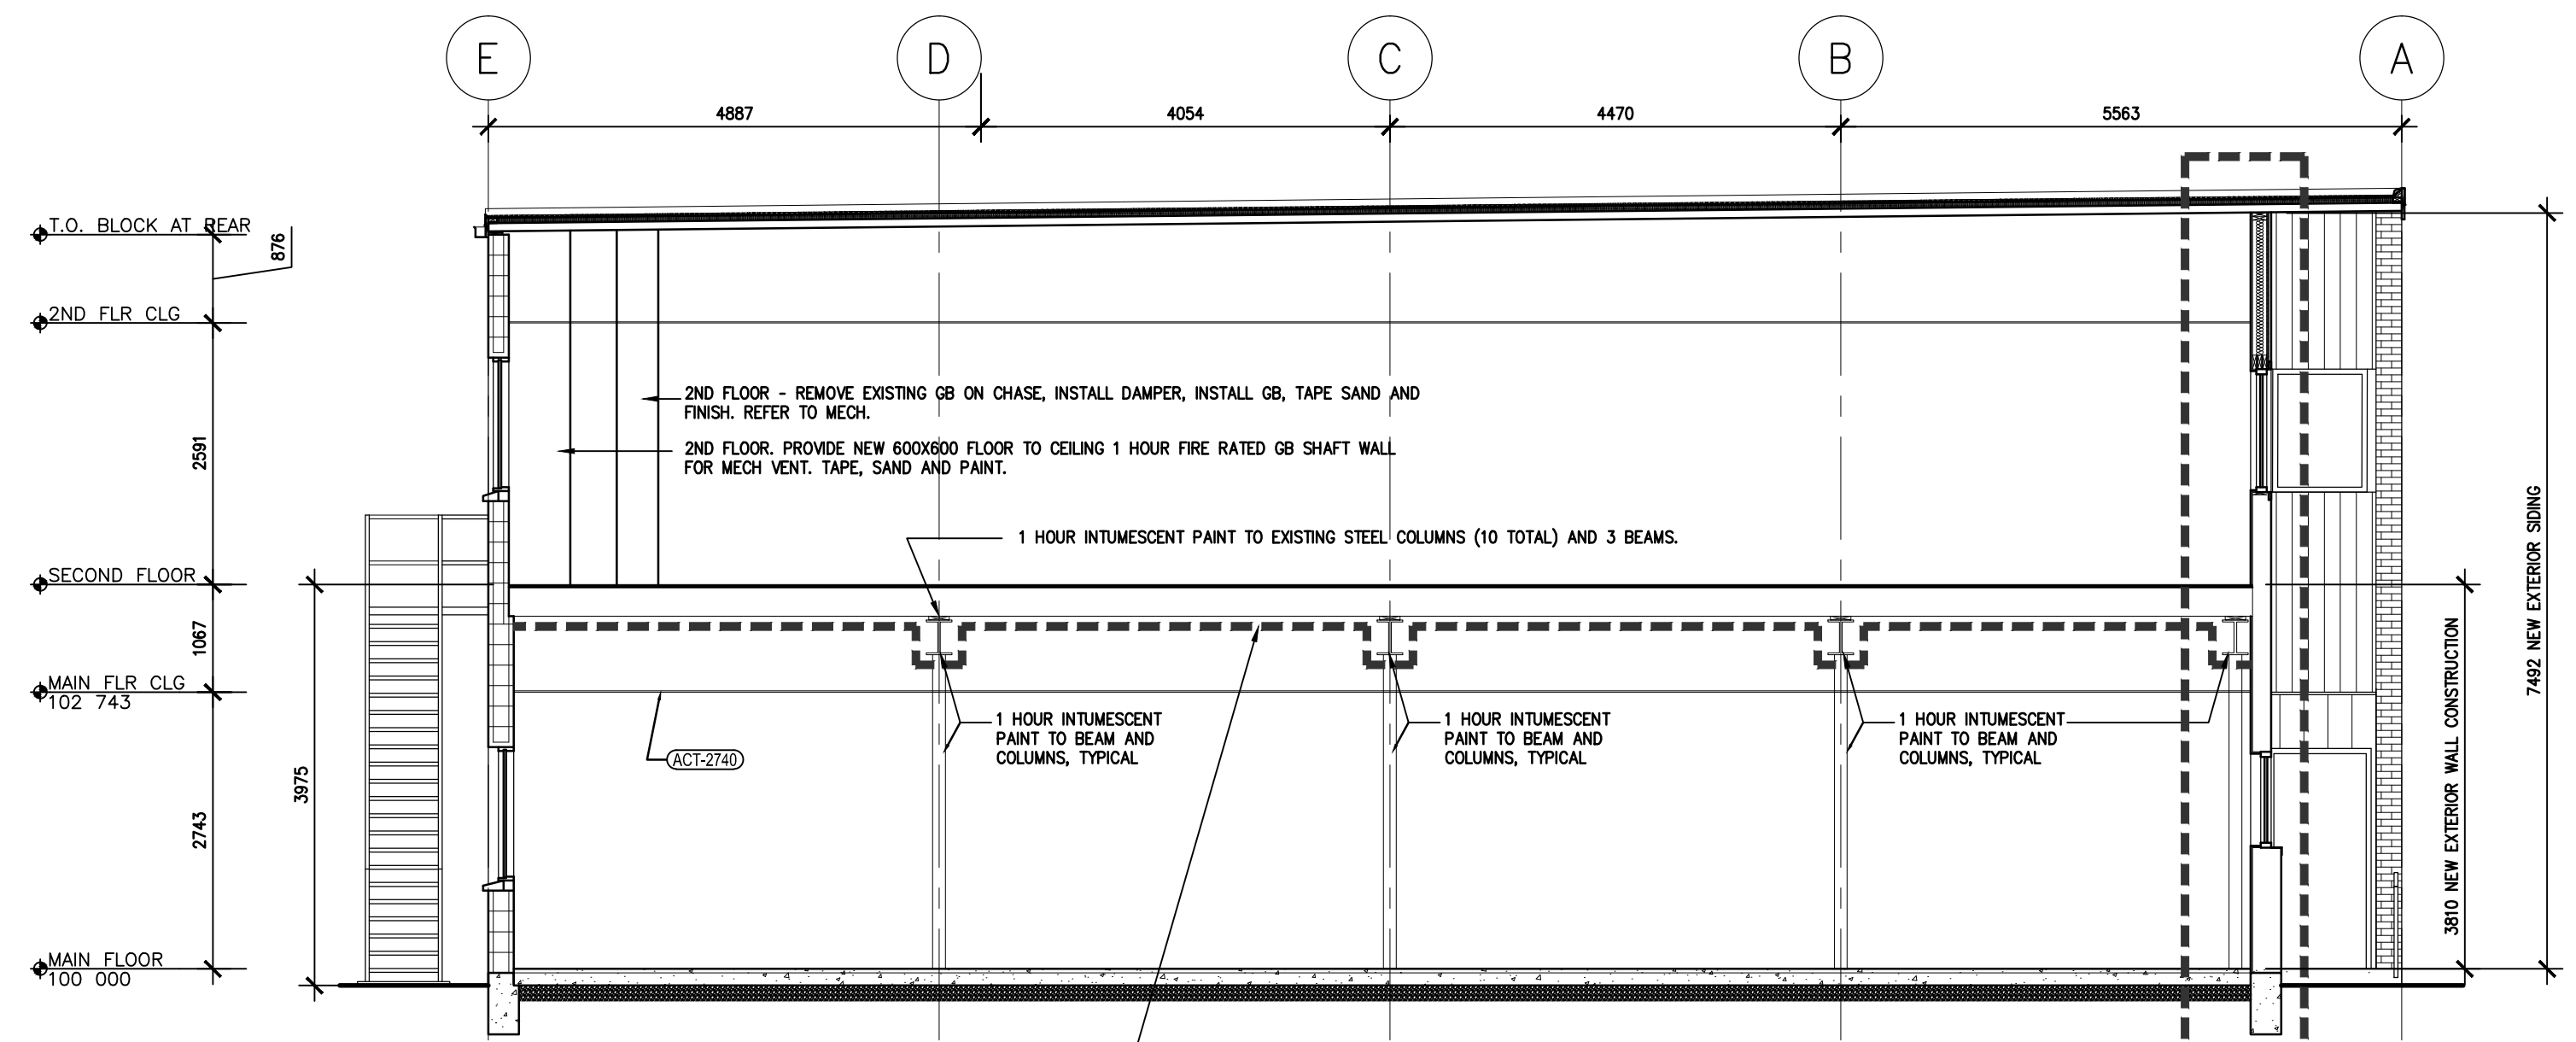 E
D
C
B
A
4887
4054
4470
5563
T.O. BLOCK AT REAR
876
2ND FLR CLG
2591
SECOND FLOOR
1067
MAIN FLR CLG
102 743
3975
2743
MAIN FLOOR
100 000
2ND FLOOR - REMOVE EXISTING GB ON CHASE, INSTALL DAMPER, INSTALL GB, TAPE SAND AND
FINISH. REFER TO MECH.
2ND FLOOR. PROVIDE NEW 600X600 FLOOR TO CEILING 1 HOUR FIRE RATED GB SHAFT WALL
FOR MECH VENT. TAPE, SAND AND PAINT.
1 HOUR INTUMESCENT PAINT TO EXISTING STEEL COLUMNS (10 TOTAL) AND 3 BEAMS.
ACT-2740
1 HOUR INTUMESCENT
PAINT TO BEAM AND
COLUMNS, TYPICAL
1 HOUR INTUMESCENT
PAINT TO BEAM AND
COLUMNS, TYPICAL
1 HOUR INTUMESCENT
PAINT TO BEAM AND
COLUMNS, TYPICAL
3810 NEW EXTERIOR WALL CONSTRUCTION
7492 NEW EXTERIOR SIDING